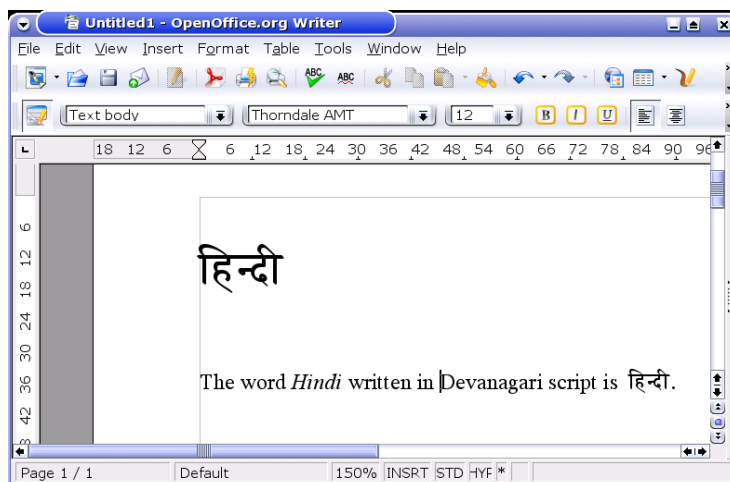 Untitled1 - OpenOffice.org Writer
File Edit View Insert Format Table Tools Window Help
ABC ABC
Text body Thorndale AMT 12 B I U
18 12 6 6 12 18 24 30 36 42 48 54 60 66 72 78 84 90 96
6
12
18
24
30
36
42
हिन्दी
The word Hindi written in Devanagari script is हिन्दी.
Page 1 / 1 Default 150% INSRT STD HYP *